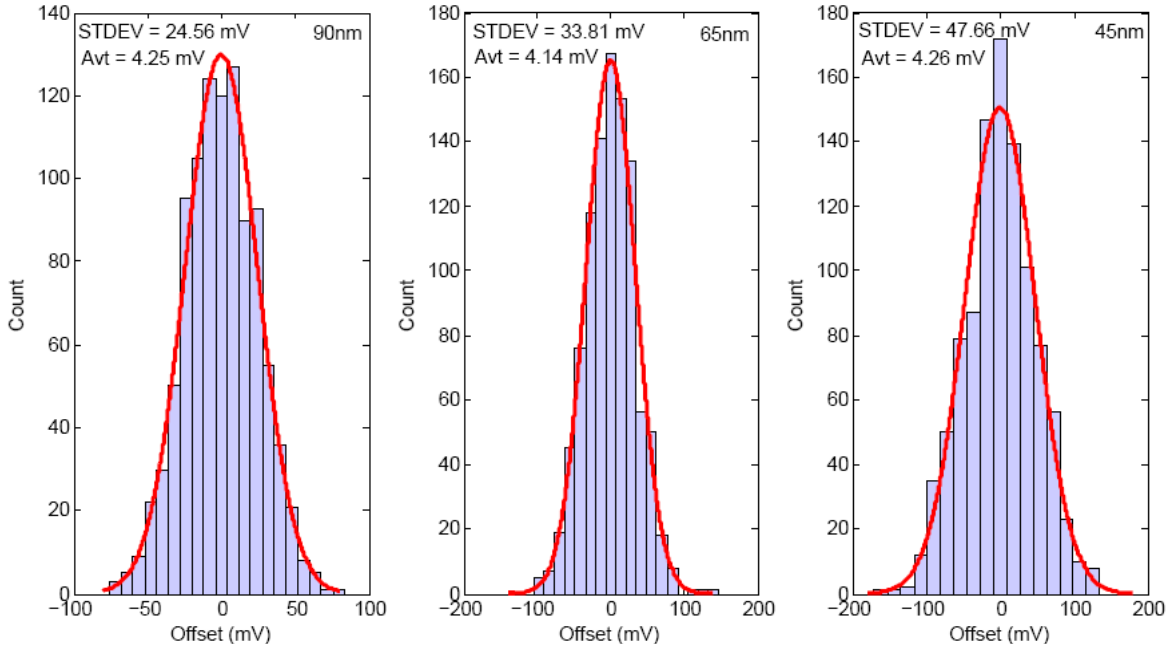 STDEV = 24.56 mV
90nm
Avt = 4.25 mV
140
120
100
80
60
40
20
0
Count
−100
−50
0
50
100
Offset (mV)
STDEV = 33.81 mV
65nm
Avt = 4.14 mV
180
160
140
120
100
80
60
40
20
0
Count
−200
−100
0
100
200
Offset (mV)
STDEV = 47.66 mV
45nm
Avt = 4.26 mV
180
160
140
120
100
80
60
40
20
0
Count
−200
−100
0
100
200
Offset (mV)